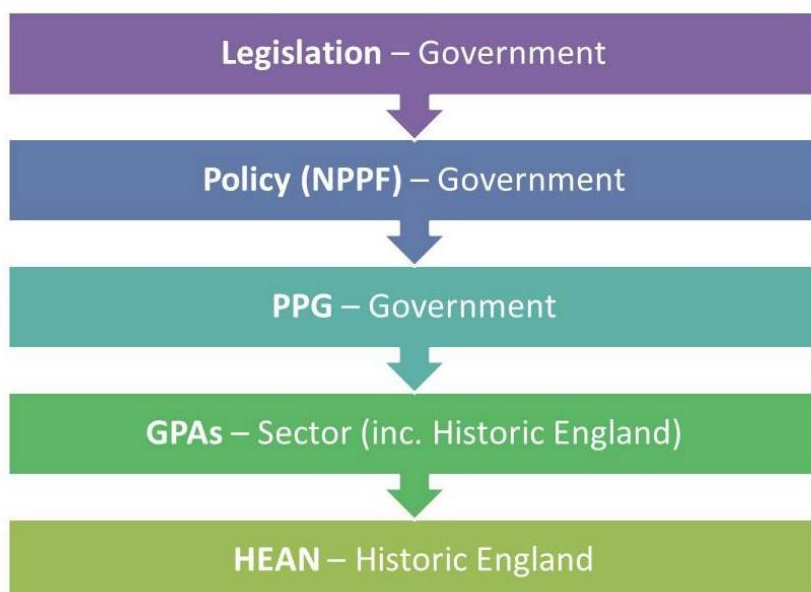 Legislation – Government
Policy (NPPF) – Government
PPG – Government
GPAs – Sector (inc. Historic England)
HEAN – Historic England